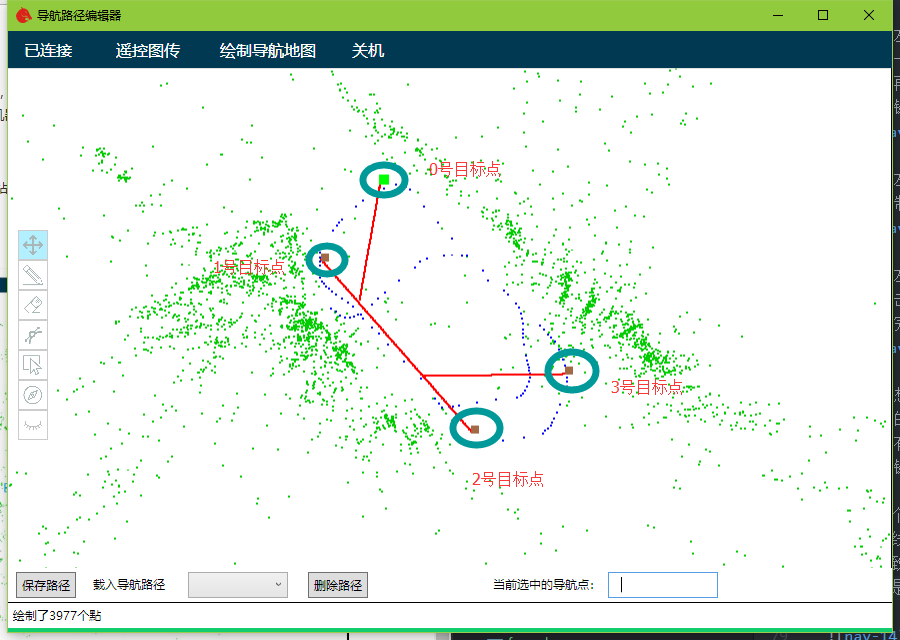 导航路径编辑器
已连接 遥控图传 绘制导航地图 关机
0号目标点
1号目标点
3号目标点
2号目标点
保存路径 载入导航路径 删除路径 当前选中的导航点:
绘制了3977个點